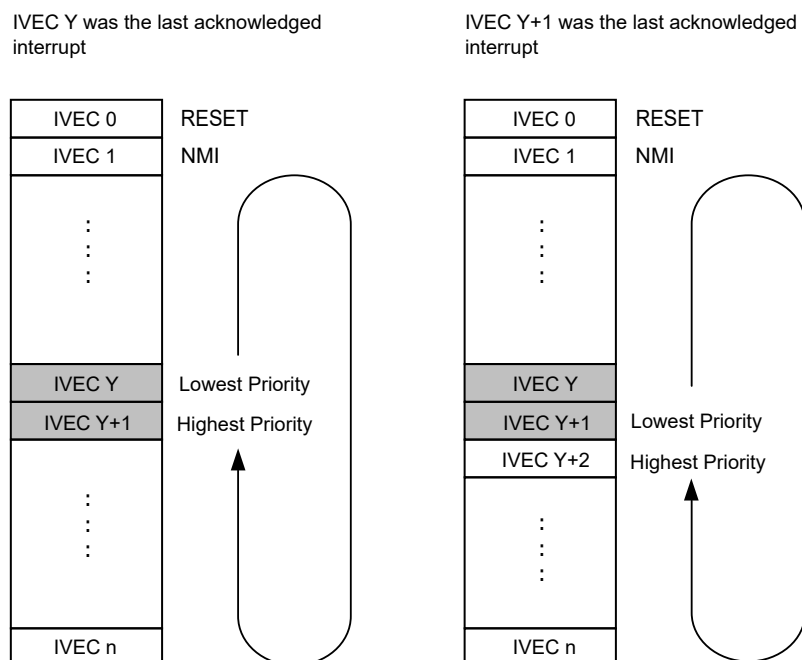 IVEC Y was the last acknowledged
interrupt
IVEC 0 RESET
IVEC 1 NMI
IVEC Y Lowest Priority
IVEC Y+1 Highest Priority
IVEC n
IVEC Y+1 was the last acknowledged
interrupt
IVEC 0 RESET
IVEC 1 NMI
IVEC Y
IVEC Y+1 Lowest Priority
IVEC Y+2 Highest Priority
IVEC n